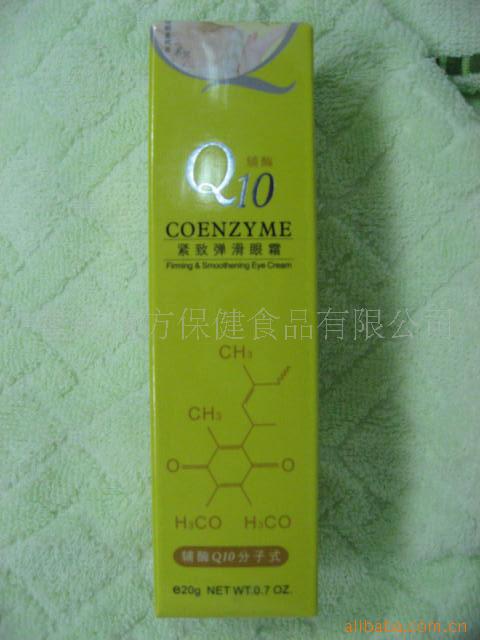 辅酶
Q10
COENZYME
紧致弹滑眼霜
Firming & Smoothening Eye Cream
方保健食品有限公司
CH₃
CH₃
O
O
H₃CO
H₃CO
辅酶Q10分子式
e20g NET WT.0.7 OZ.
alibaba.com.cn